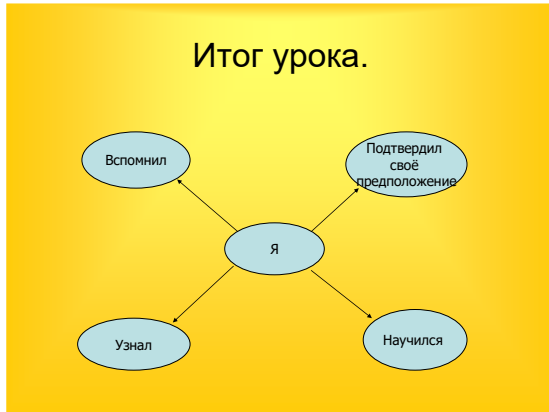 Итог урока.
Вспомнил
Подтвердил
своё
предположение
Я
Узнал
Научился